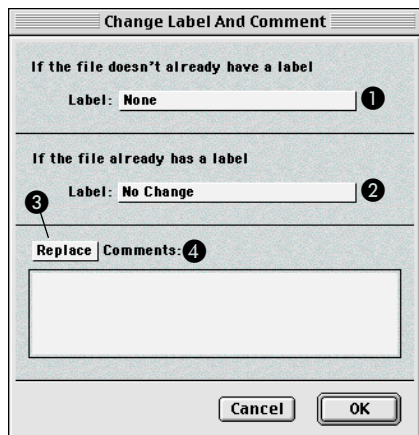 Change Label And Comment
If the file doesn't already have a label
Label: None 1
If the file already has a label
Label: No Change 2
3
Replace Comments: 4
Cancel OK